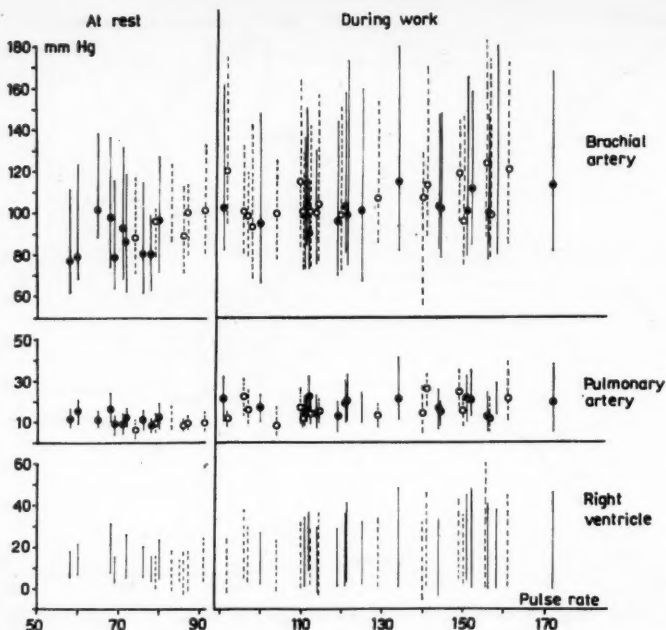 At rest
During work
mm Hg
180
160
140
120
100
80
60
Brachial
artery
30
20
10
Pulmonary
artery
60
40
20
0
Right
ventricle
Pulse rate
50
70
90
110
130
150
170